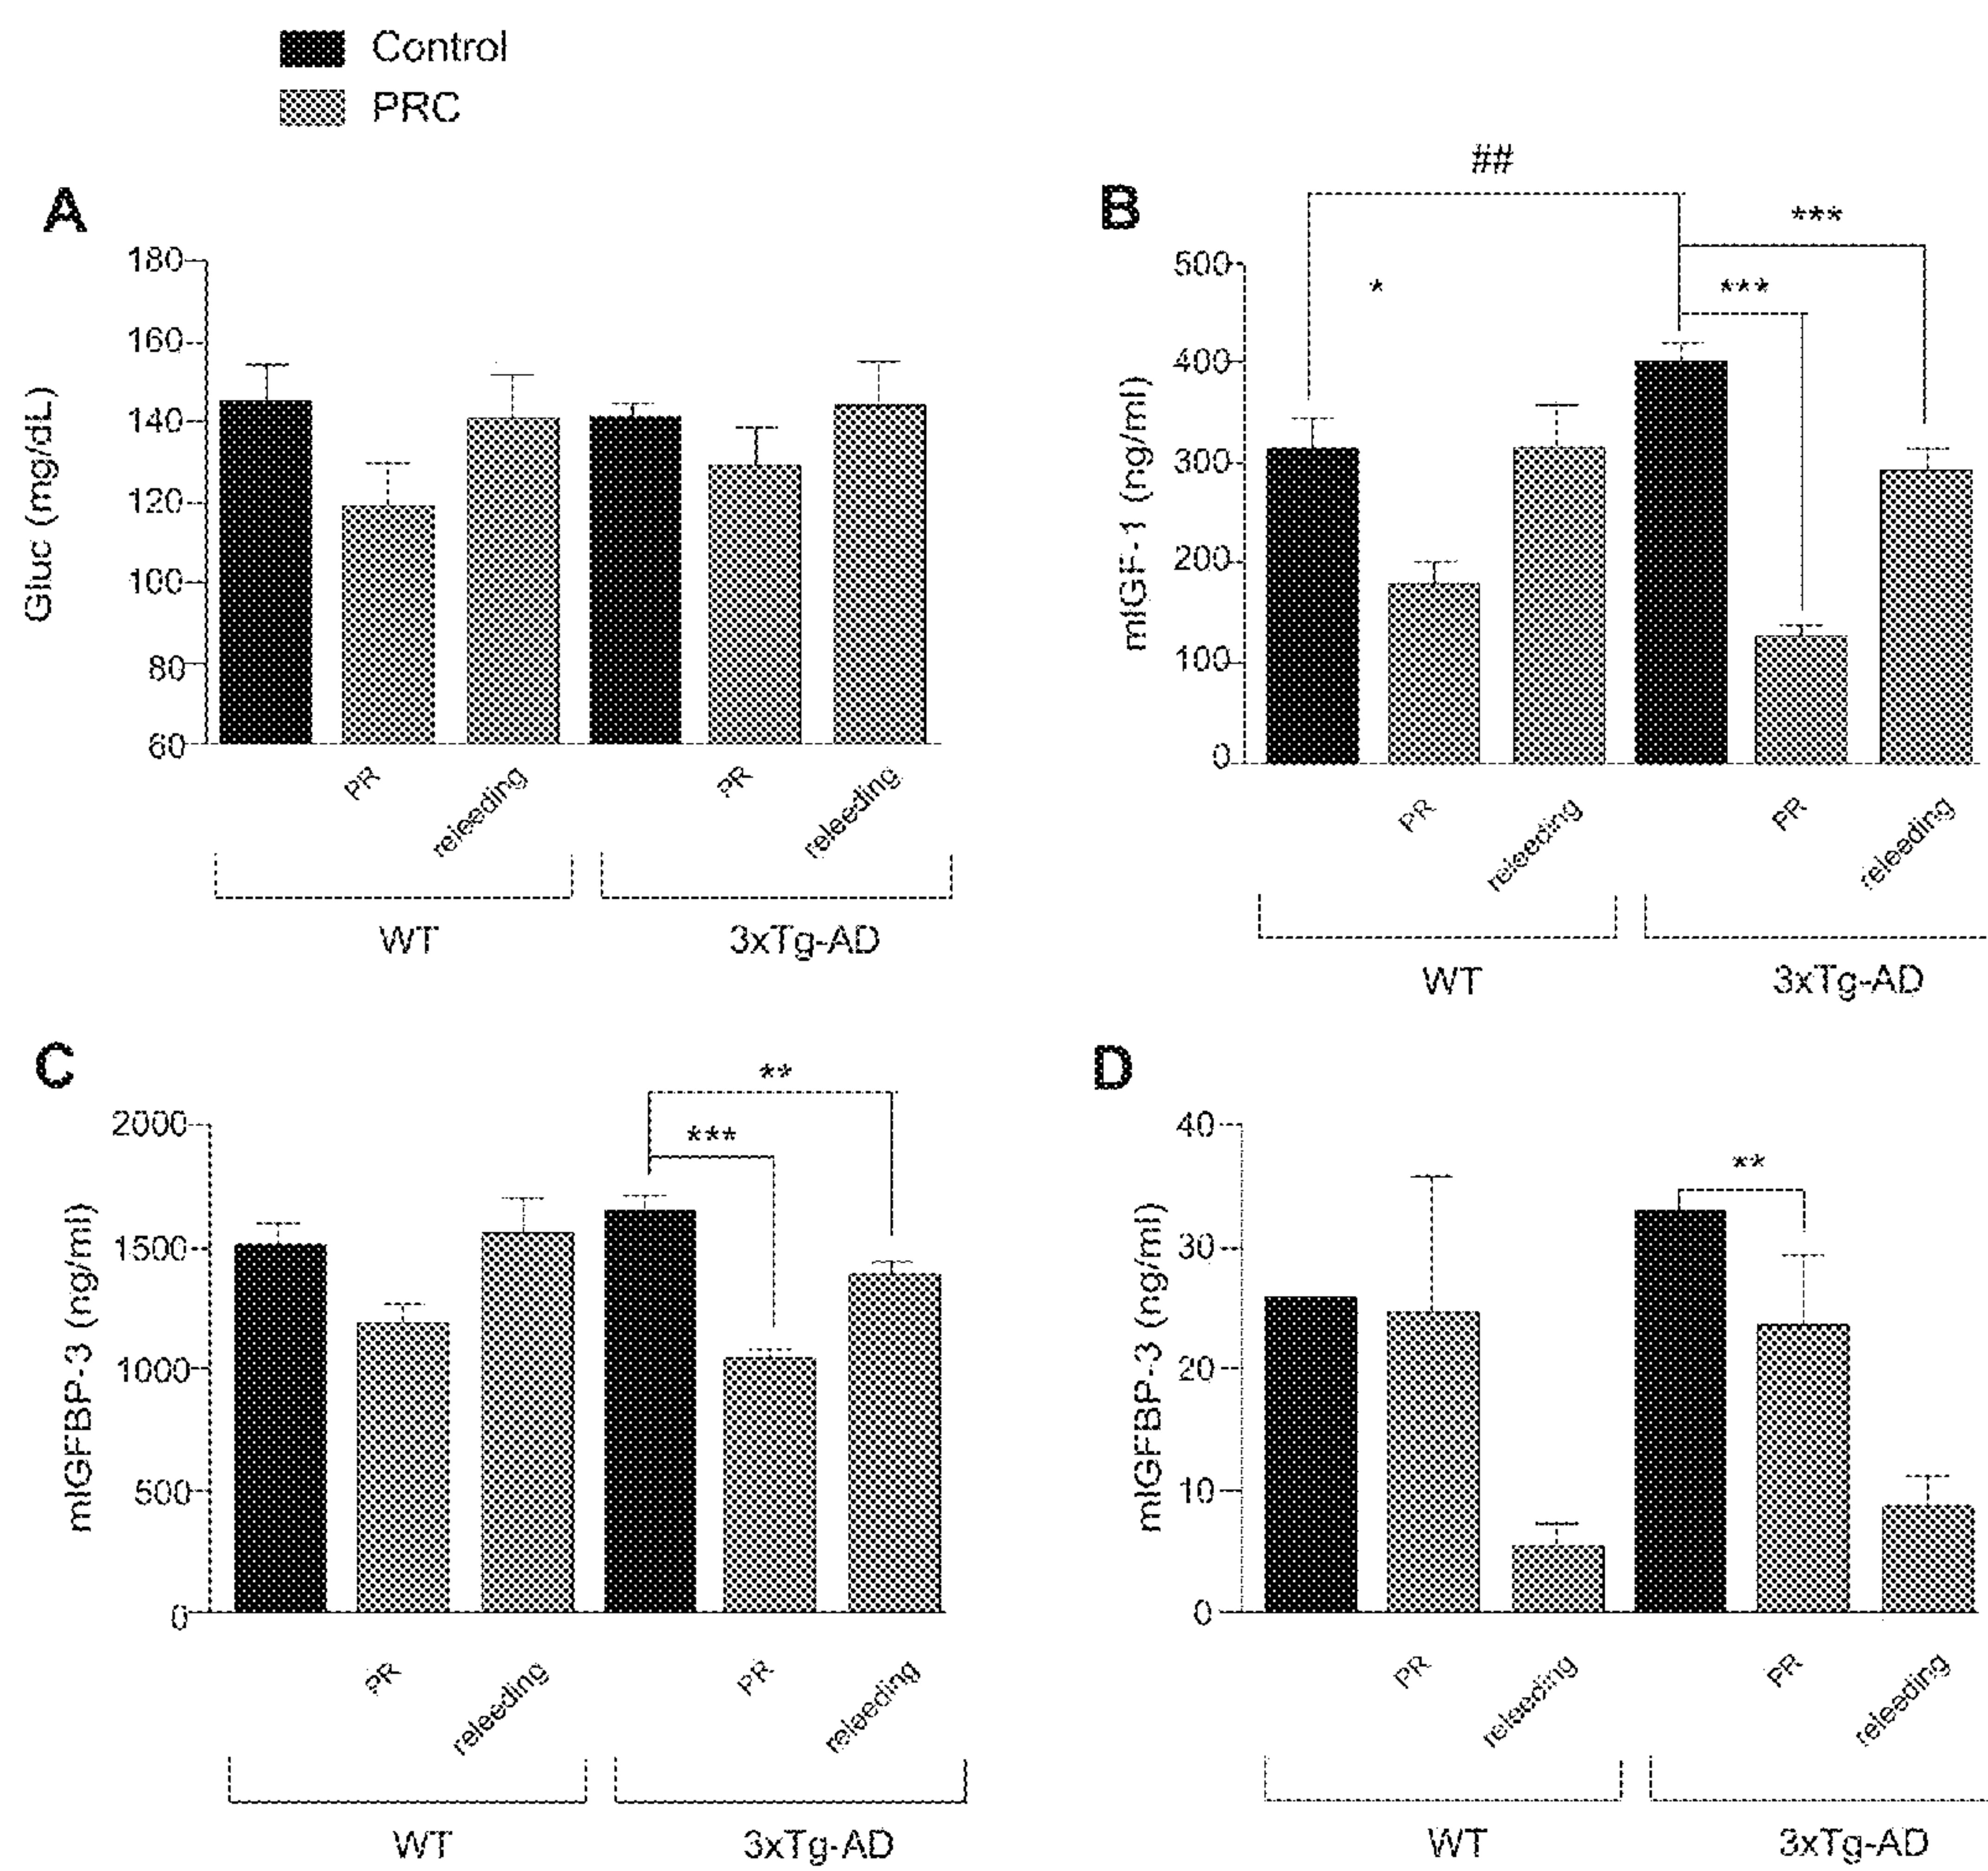 Control
PRC
A
Gluc (mg/dL)
180
160
140
120
100
80
60
PR
releeding
PR
releeding
WT
3xTg-AD
B
##
*
***
***
mIGF-1 (ng/ml)
500
400
300
200
100
0
PR
releeding
PR
releeding
WT
3xTg-AD
C
**
***
mIGFBP-3 (ng/ml)
2000
1500
1000
500
0
PR
releeding
PR
releeding
WT
3xTg-AD
D
**
mIGFBP-3 (ng/ml)
40
30
20
10
0
PR
releeding
PR
releeding
WT
3xTg-AD